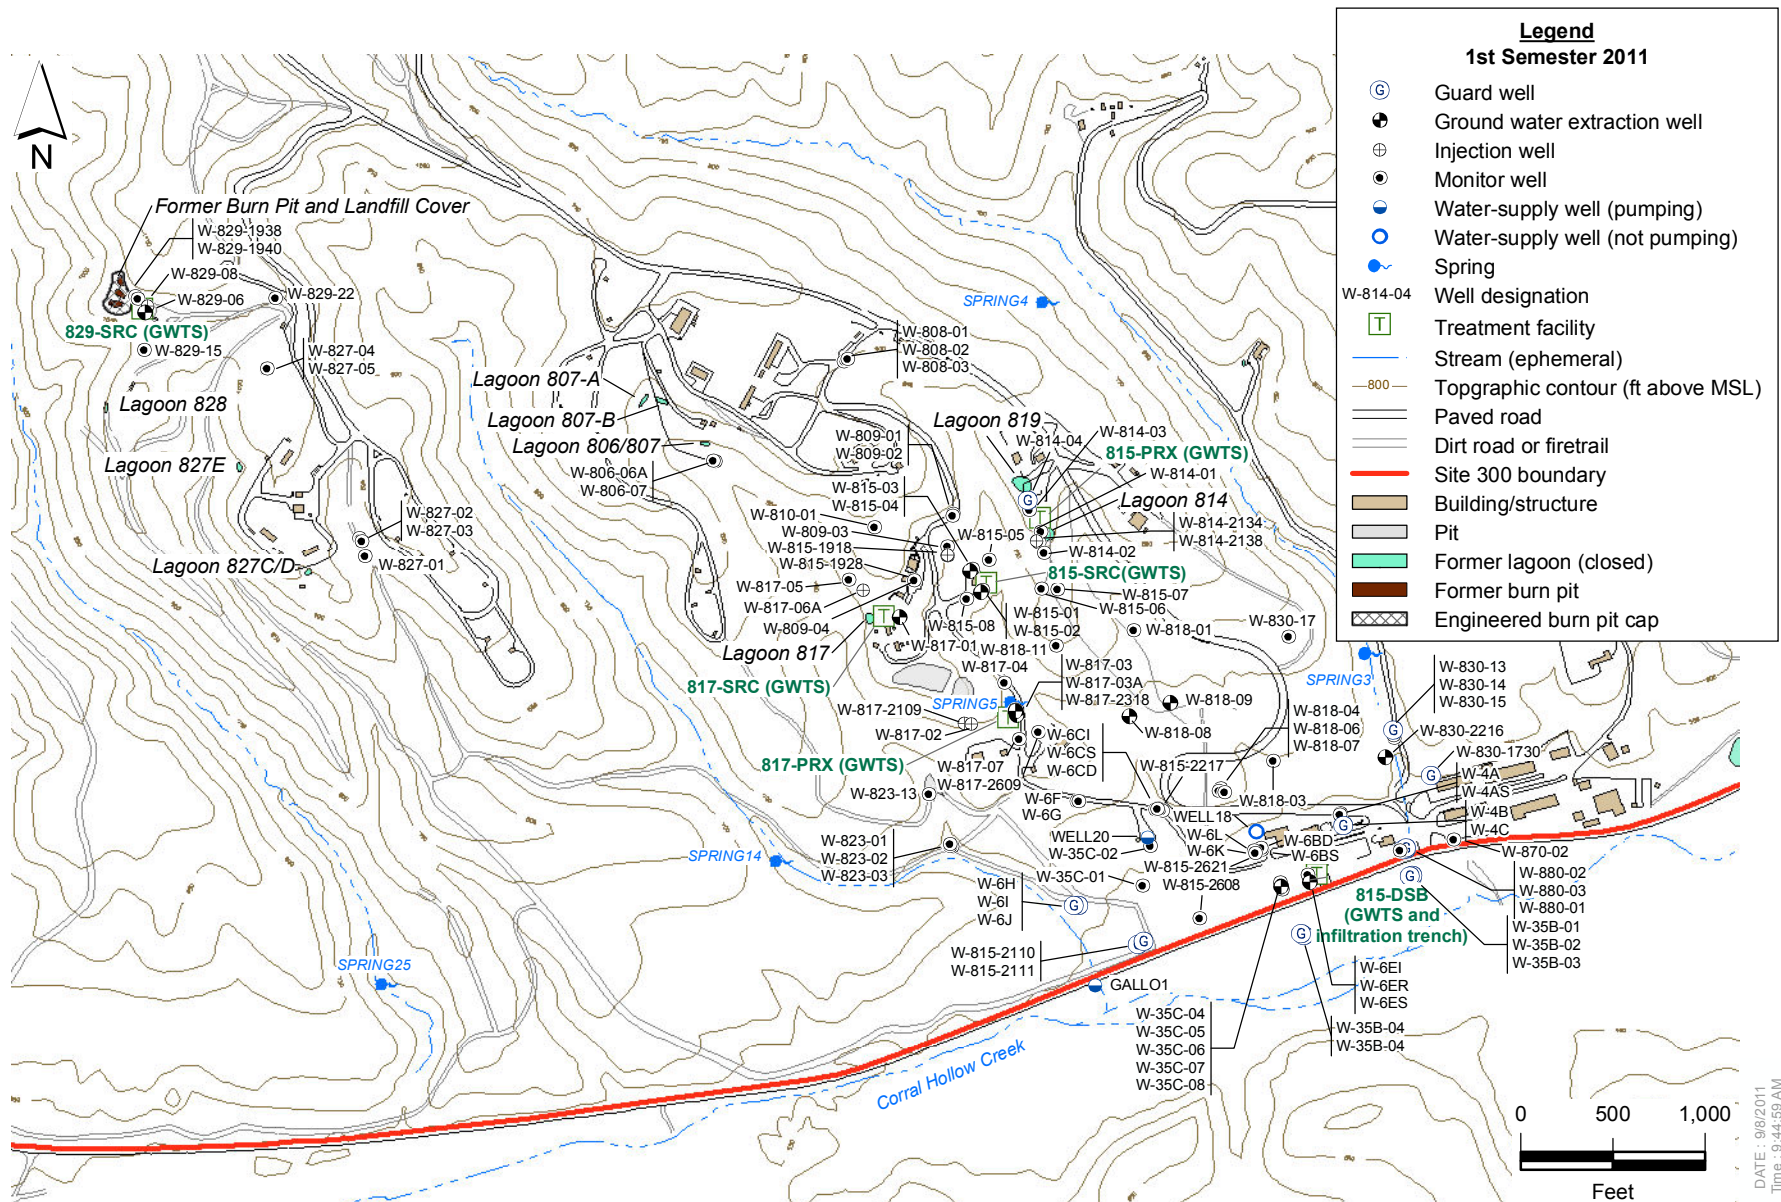 Legend
1st Semester 2011
G Guard well
Ground water extraction well
Injection well
Monitor well
Water-supply well (pumping)
Water-supply well (not pumping)
Spring
W-814-04 Well designation
T Treatment facility
Stream (ephemeral)
800 Topgraphic contour (ft above MSL)
Paved road
Dirt road or firetrail
Site 300 boundary
Building/structure
Pit
Former lagoon (closed)
Former burn pit
Engineered burn pit cap
N
Former Burn Pit and Landfill Cover
W-829-1938
W-829-1940
W-829-08
W-829-06
W-829-22
829-SRC (GWTS)
W-829-15
W-827-04
W-827-05
Lagoon 828
Lagoon 827E
W-827-02
W-827-03
Lagoon 827C/D
W-827-01
SPRING4
W-808-01
W-808-02
W-808-03
Lagoon 807-A
Lagoon 807-B
Lagoon 806/807
W-806-06A
W-806-07
Lagoon 819
W-809-01
W-809-02
W-814-04
W-814-03
815-PRX (GWTS)
W-814-01
Lagoon 814
W-815-03
W-815-04
W-810-01
W-809-03
W-815-05
W-814-2134
W-814-2138
W-815-1918
W-814-02
W-815-1928
815-SRC(GWTS)
W-817-05
W-815-07
W-815-06
W-817-06A
W-815-01
W-815-02
W-809-04
W-815-08
W-818-01
W-830-17
W-817-01
W-818-11
Lagoon 817
W-817-04
W-817-03
W-817-03A
W-817-2318
817-SRC (GWTS)
SPRING5
SPRING3
W-830-13
W-830-14
W-830-15
W-817-2109
W-817-02
W-818-09
W-818-08
W-818-04
W-818-06
W-818-07
W-830-2216
W-6CI
W-6CS
W-6CD
817-PRX (GWTS)
W-817-07
W-817-2609
W-815-2217
W-830-1730
W-4A
W-4AS
W-823-13
W-6F
W-6G
W-818-03
WELL18
W-4B
W-4C
WELL20
W-6L
W-6K
W-6BD
W-6BS
W-35C-02
W-823-01
W-823-02
W-823-03
W-870-02
SPRING14
W-815-2621
W-35C-01
W-815-2608
W-880-02
W-880-03
W-880-01
W-6H
W-6I
W-6J
815-DSB
(GWTS and
infiltration trench)
W-35B-01
W-35B-02
W-35B-03
W-815-2110
W-815-2111
SPRING25
GALLO1
W-6EI
W-6ER
W-6ES
W-35C-04
W-35C-05
W-35C-06
W-35C-07
W-35C-08
W-35B-04
W-35B-04
Corral Hollow Creek
0 500 1,000
Feet
DATE : 9/8/2011
Time : 9:44:59 AM